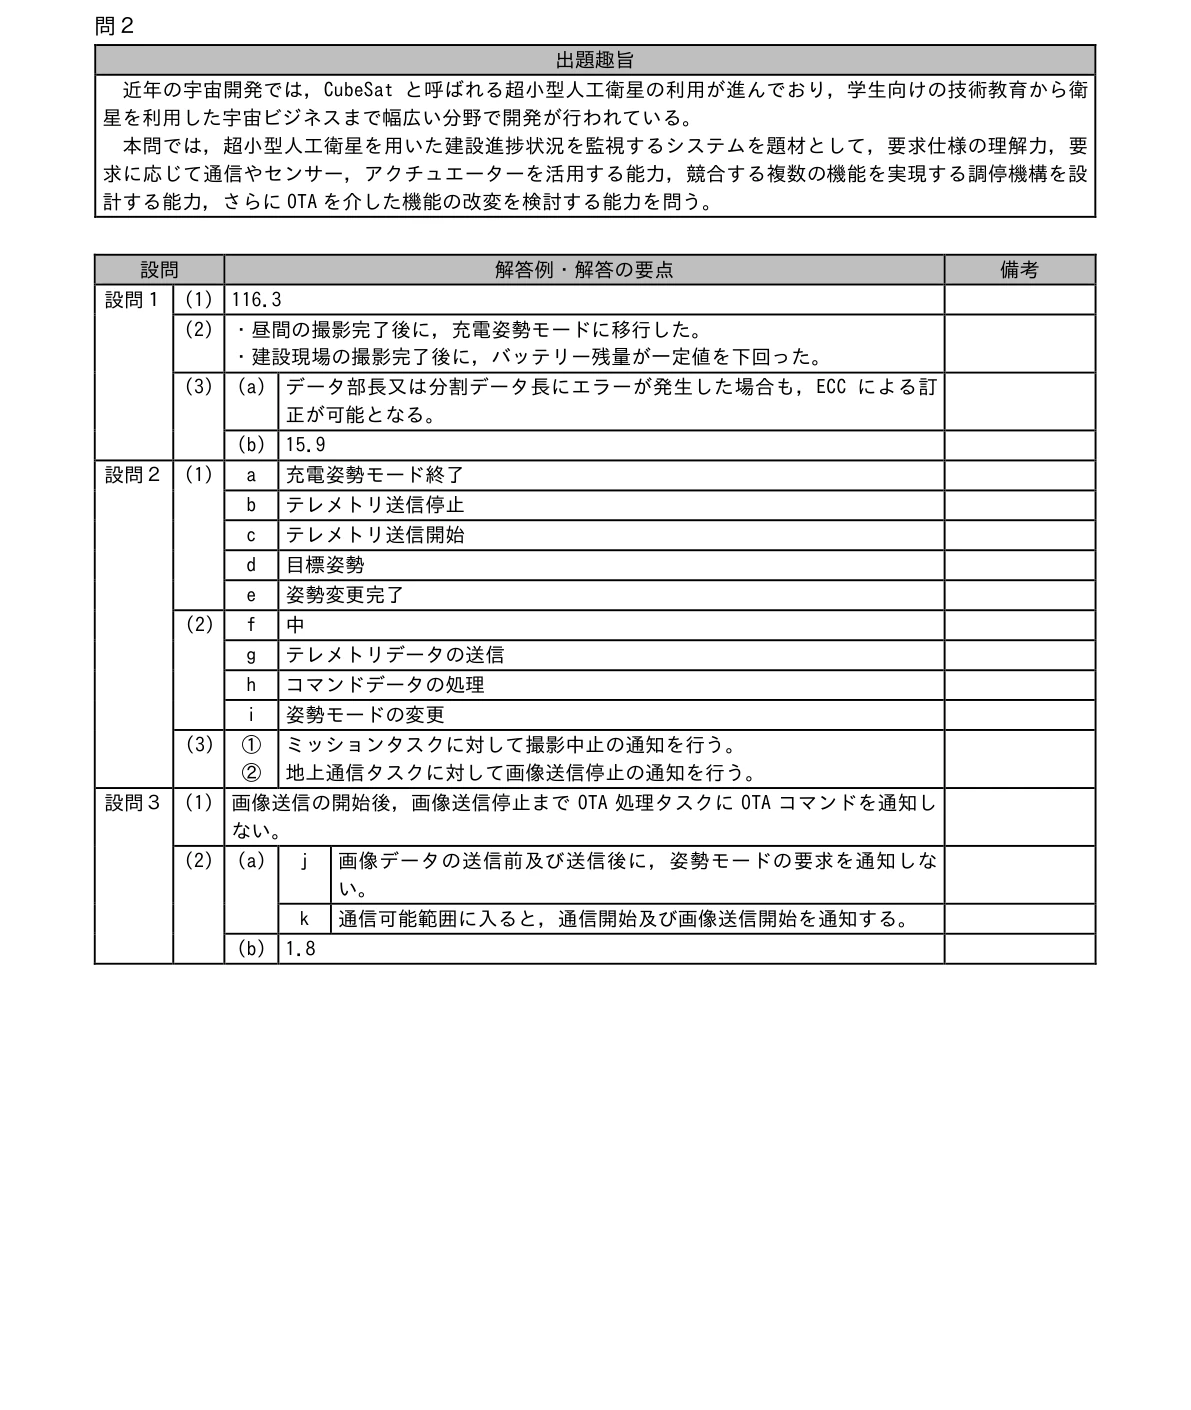 問２
出題趣旨
近年の宇宙開発では，CubeSat と呼ばれる超小型人工衛星の利用が進んでおり，学生向けの技術教育から衛
星を利用した宇宙ビジネスまで幅広い分野で開発が行われている。
本問では，超小型人工衛星を用いた建設進捗状況を監視するシステムを題材として，要求仕様の理解力，要
求に応じて通信やセンサー，アクチュエーターを活用する能力，競合する複数の機能を実現する調停機構を設
計する能力，さらに OTA を介した機能の改変を検討する能力を問う。
設問 解答例・解答の要点 備考
設問１ (1) 116.3
(2) ・昼間の撮影完了後に，充電姿勢モードに移行した。
・建設現場の撮影完了後に，バッテリー残量が一定値を下回った。
(3) (a) データ部長又は分割データ長にエラーが発生した場合も，ECC による訂
正が可能となる。
(b) 15.9
設問２ (1) a 充電姿勢モード終了
b テレメトリ送信停止
c テレメトリ送信開始
d 目標姿勢
e 姿勢変更完了
(2) f 中
g テレメトリデータの送信
h コマンドデータの処理
i 姿勢モードの変更
(3) ① ミッションタスクに対して撮影中止の通知を行う。
② 地上通信タスクに対して画像送信停止の通知を行う。
設問３ (1) 画像送信の開始後，画像送信停止まで OTA 処理タスクに OTA コマンドを通知し
ない。
(2) (a) j 画像データの送信前及び送信後に，姿勢モードの要求を通知しな
い。
k 通信可能範囲に入ると，通信開始及び画像送信開始を通知する。
(b) 1.8